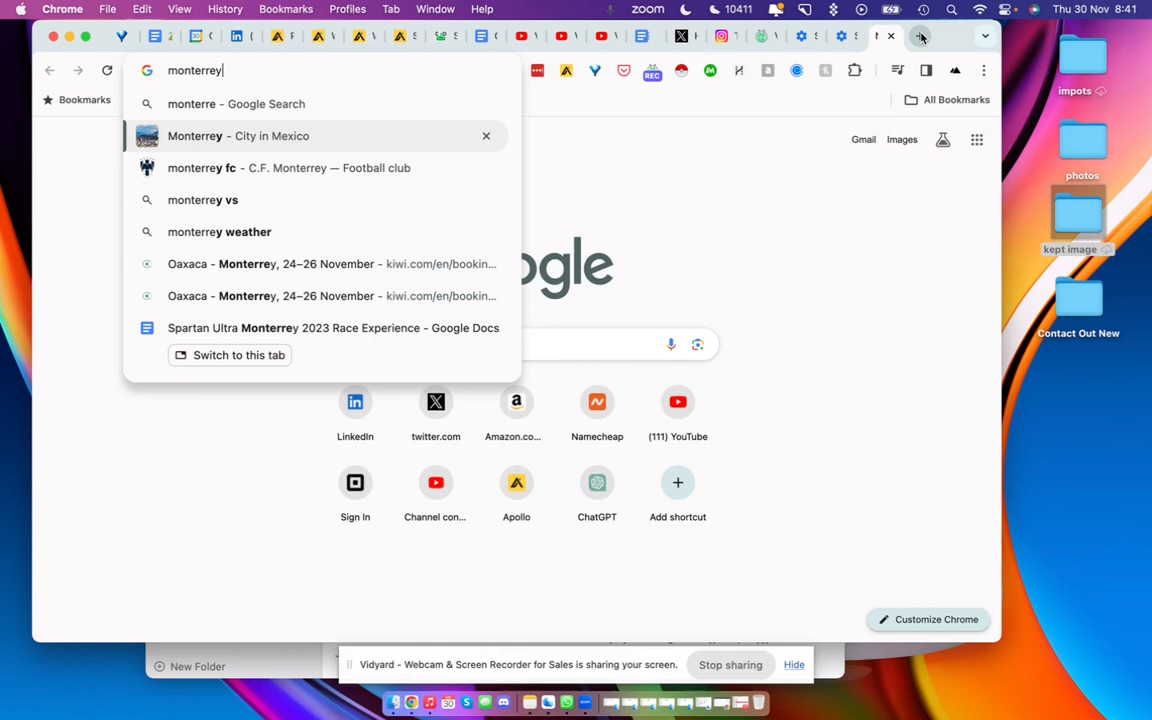 Chrome File Edit View History Bookmarks Profiles Tab Window Help zoom 10411 Thu 30 Nov 8:41
monterrey
REC
Bookmarks
All Bookmarks
monterre - Google Search
Monterrey - City in Mexico
monterrey fc - C.F. Monterrey — Football club
monterrey vs
monterrey weather
Oaxaca - Monterrey, 24–26 November - kiwi.com/en/bookin...
Oaxaca - Monterrey, 24–26 November - kiwi.com/en/bookin...
Spartan Ultra Monterrey 2023 Race Experience - Google Docs
Switch to this tab
Gmail Images
ogle
LinkedIn twitter.com Amazon.co... Namecheap (111) YouTube
Sign In Channel con... Apollo ChatGPT Add shortcut
Customize Chrome
impots
photos
kept image
Contact Out New
New Folder
Vidyard - Webcam & Screen Recorder for Sales is sharing your screen. Stop sharing Hide